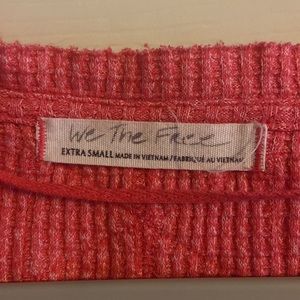 We The Free
EXTRA SMALL MADE IN VIETNAM / FABRIQUÉ AU VIETNAM